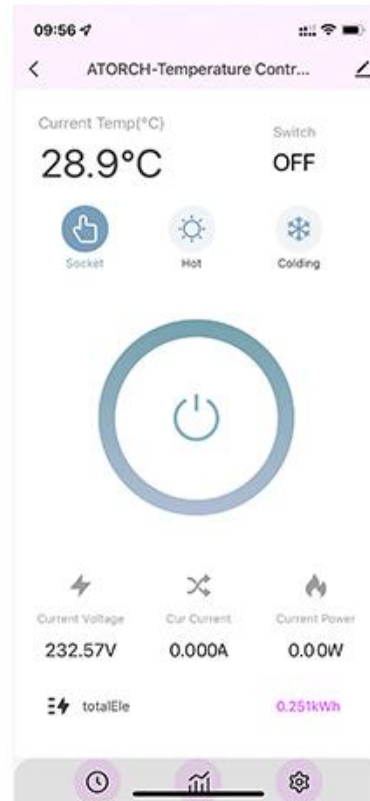 09:56
ATORCH-Temperature Contr...
Current Temp(°C)
Switch
28.9°C
OFF
Socket
Hot
Colding
Current Voltage
Cur Current
Current Power
232.57V
0.000A
0.00W
totalEle
0.251kWh